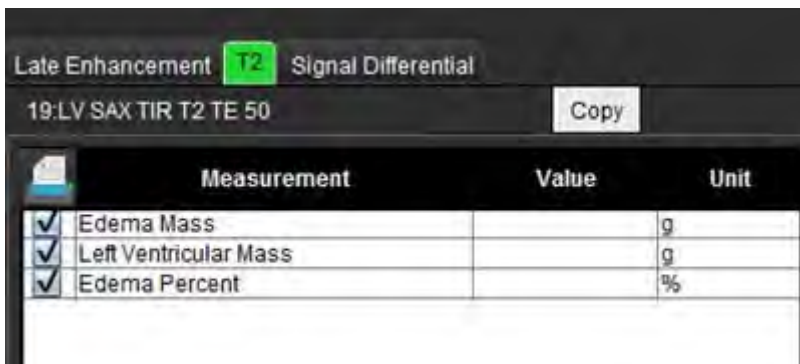 Late Enhancement T2 Signal Differential
19:LV SAX TIR T2 TE 50 Copy
Measurement Value Unit
Edema Mass g
Left Ventricular Mass g
Edema Percent %